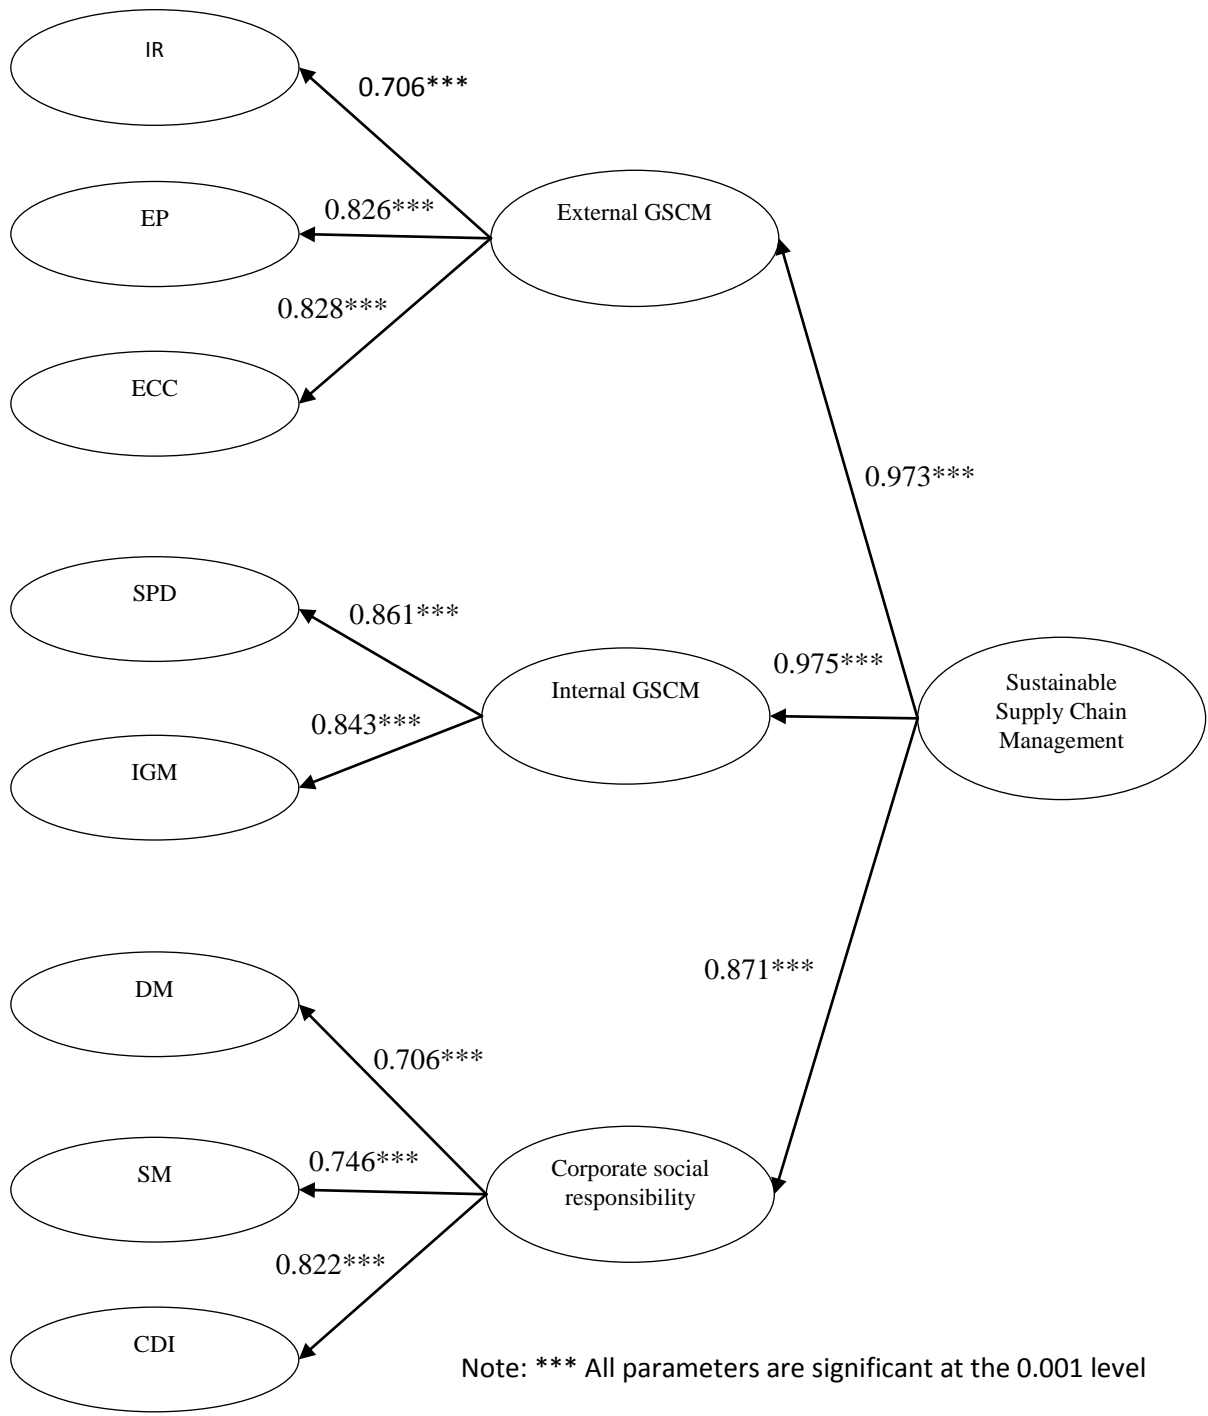 IR
0.706***
EP
0.826***
External GSCM
0.828***
ECC
0.973***
SPD
0.861***
0.975***
Internal GSCM
Sustainable
Supply Chain
Management
0.843***
IGM
0.871***
DM
0.706***
SM
0.746***
Corporate social
responsibility
0.822***
CDI
Note: *** All parameters are significant at the 0.001 level